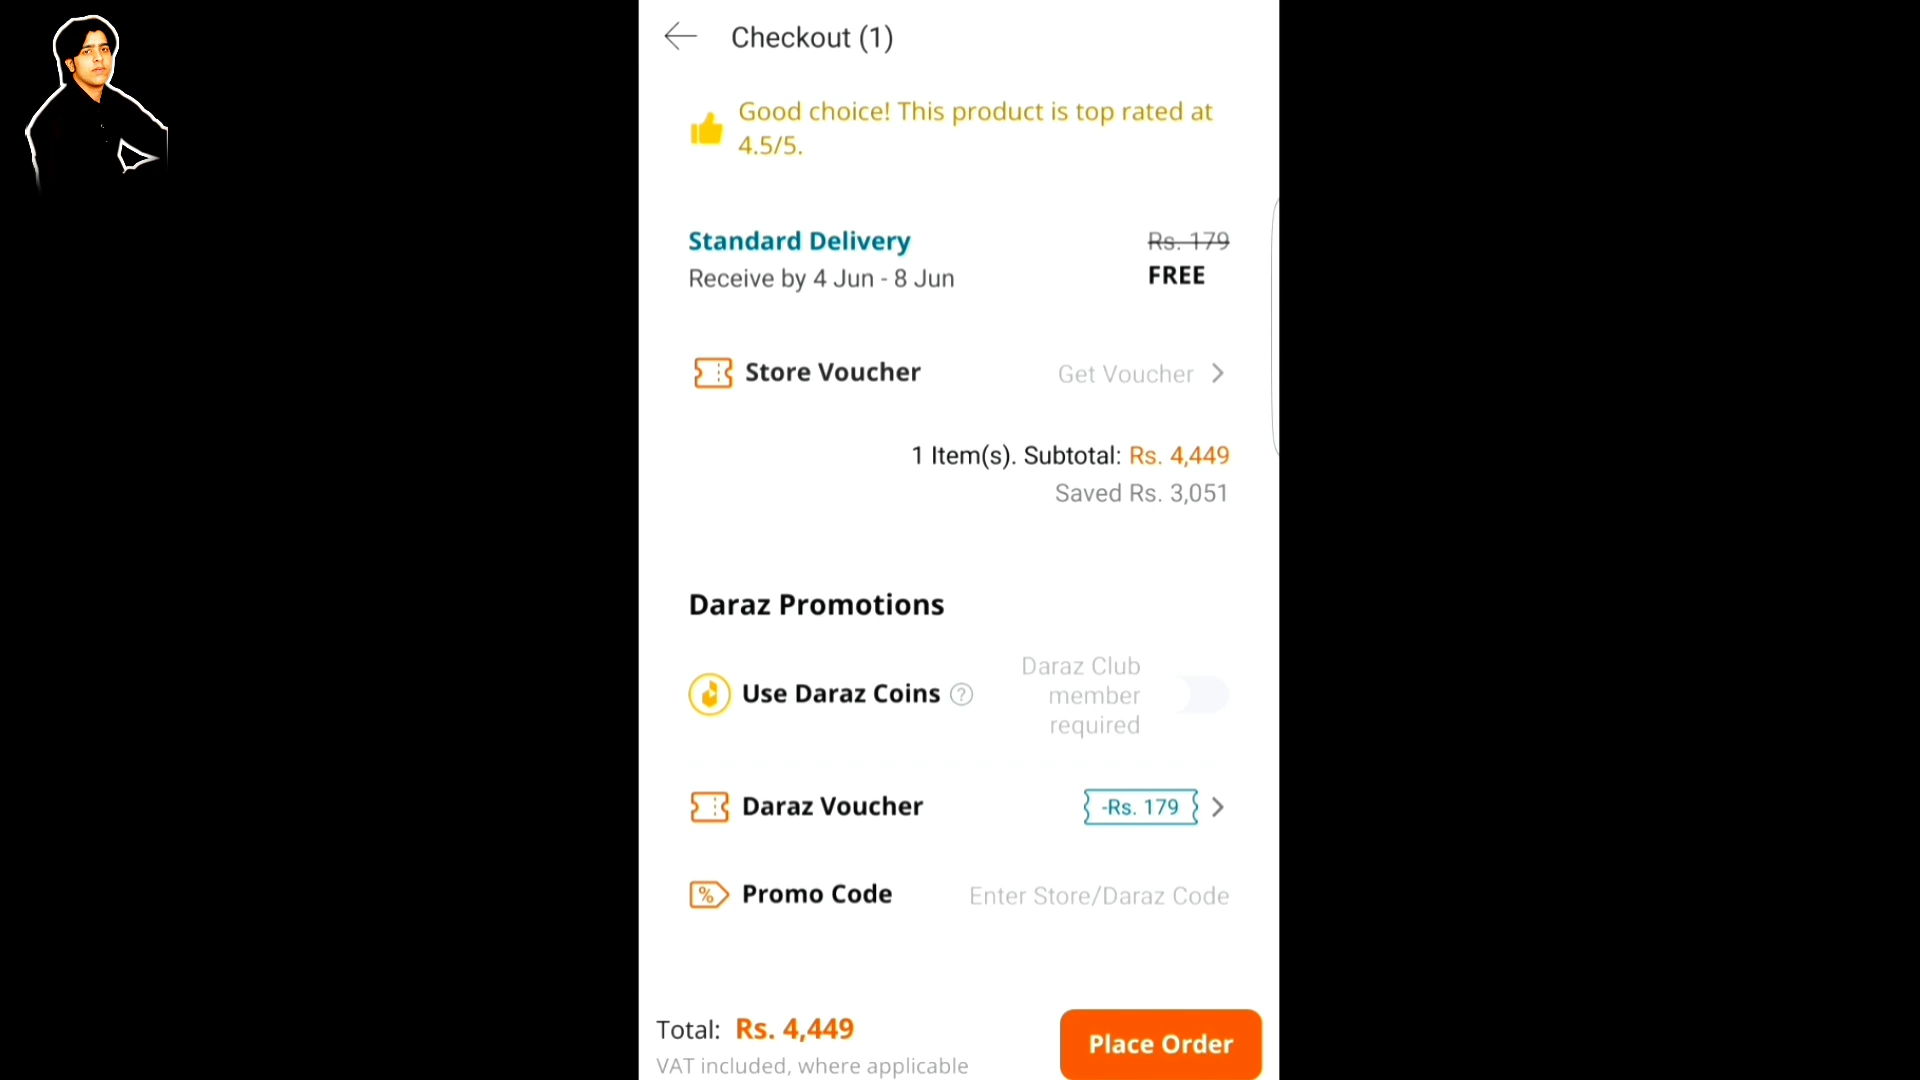 Checkout (1)
Good choice! This product is top rated at
4.5/5.
Standard Delivery
Rs. 179
Receive by 4 Jun - 8 Jun
FREE
Store Voucher
Get Voucher
1 Item(s). Subtotal: Rs. 4,449
Saved Rs. 3,051
Daraz Promotions
Use Daraz Coins ?
Daraz Club
member
required
Daraz Voucher
-Rs. 179
% Promo Code
Enter Store/Daraz Code
Total: Rs. 4,449
VAT included, where applicable
Place Order